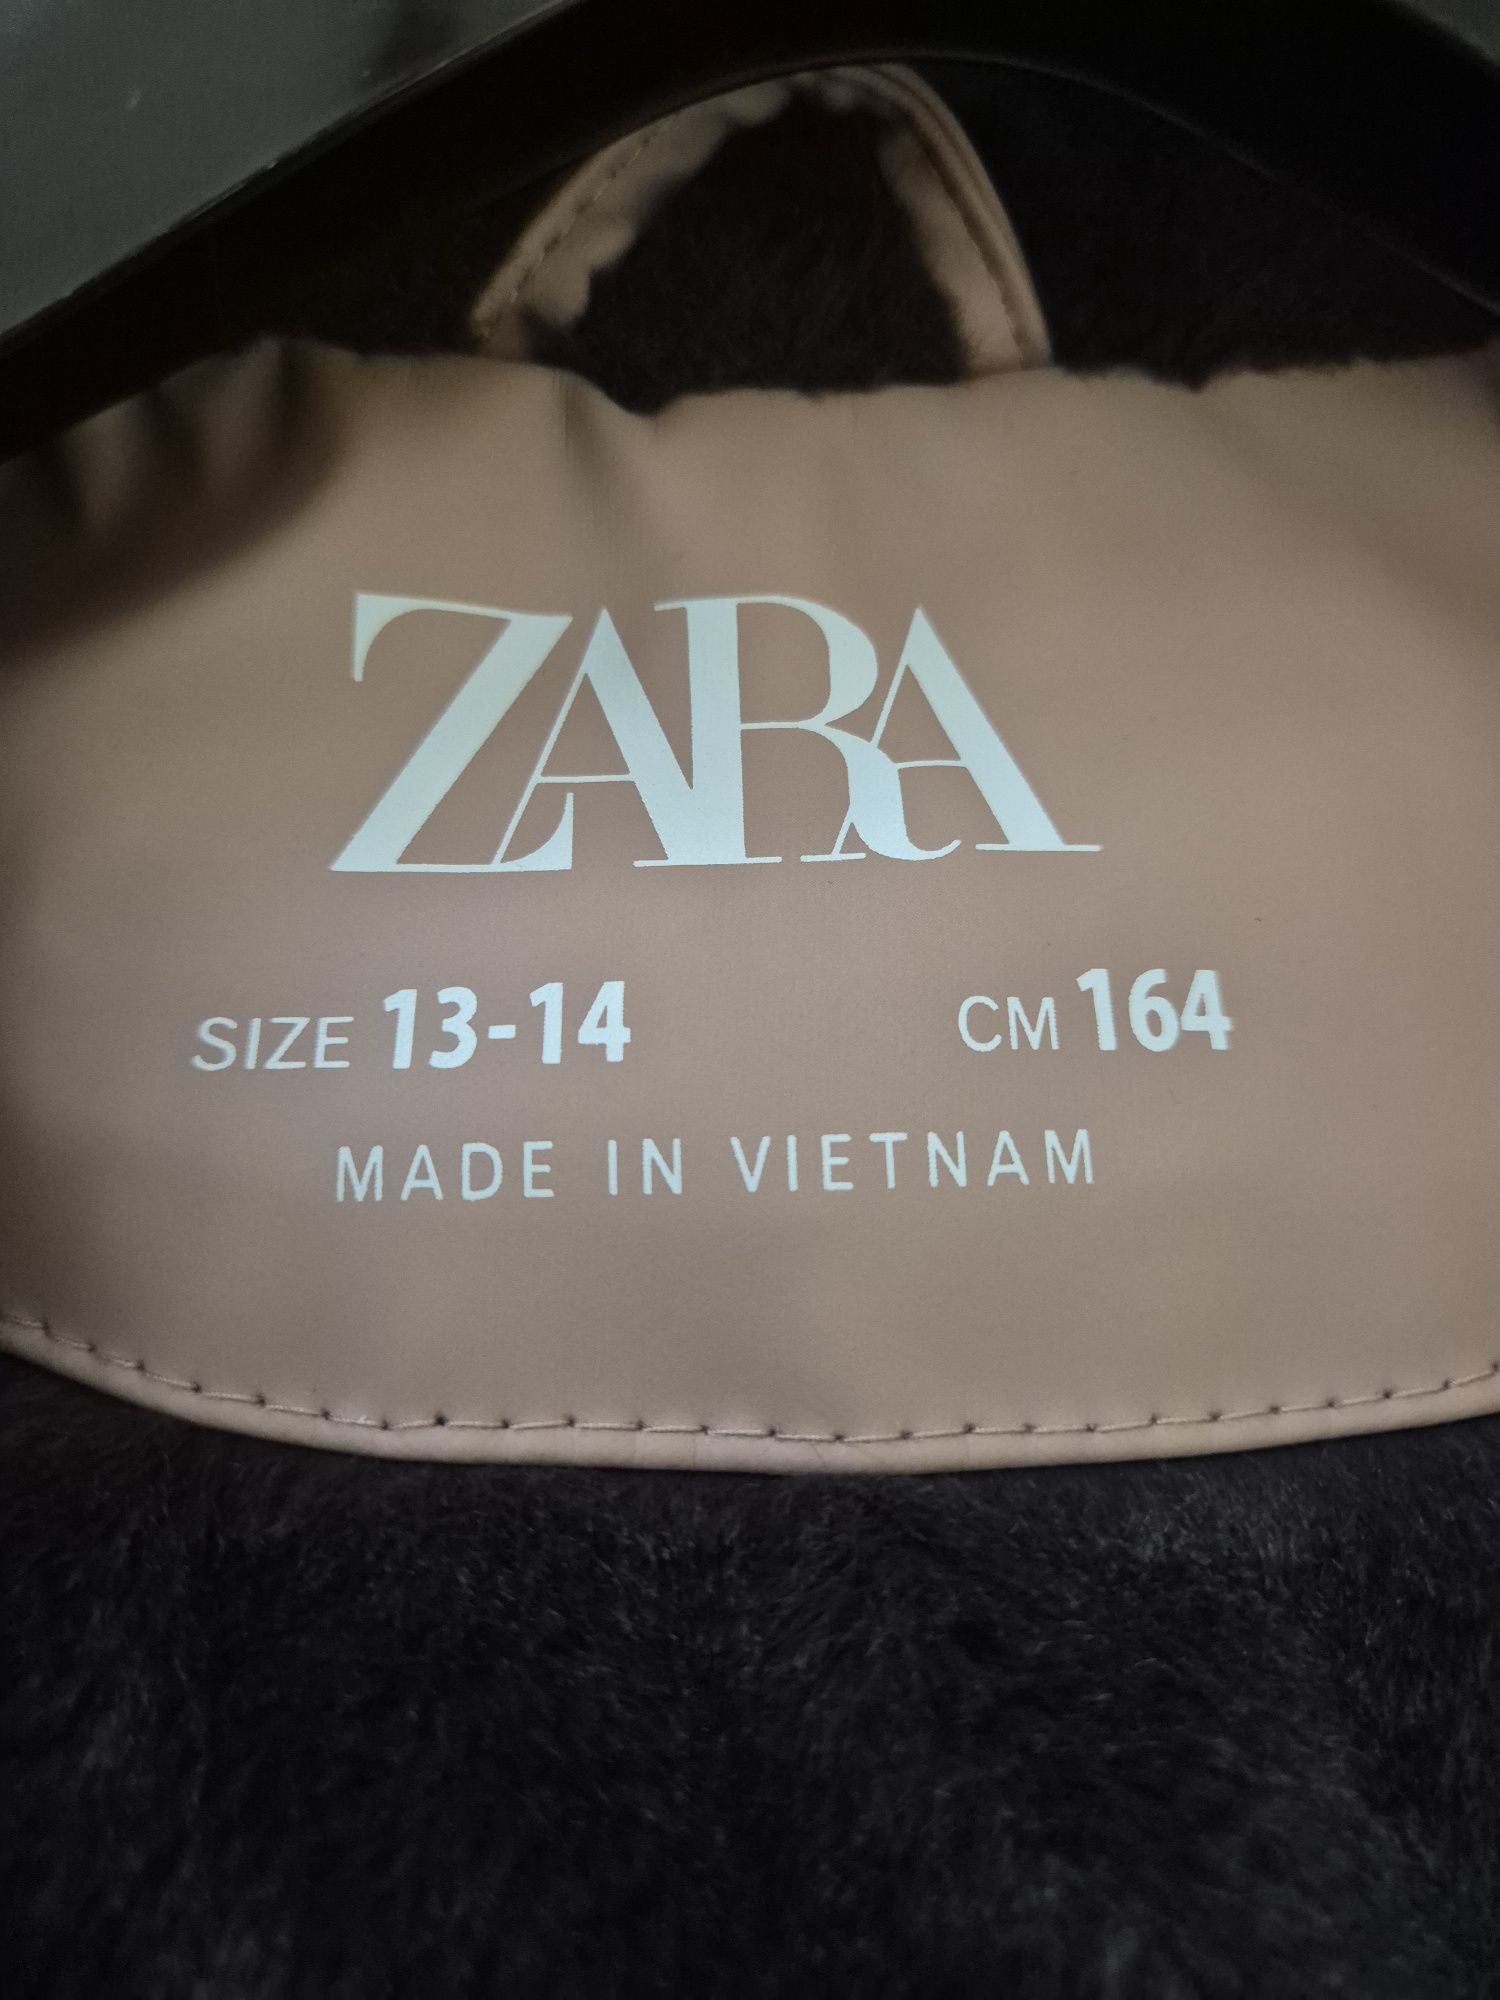 ZARA
SIZE 13-14 CM 164
MADE IN VIETNAM